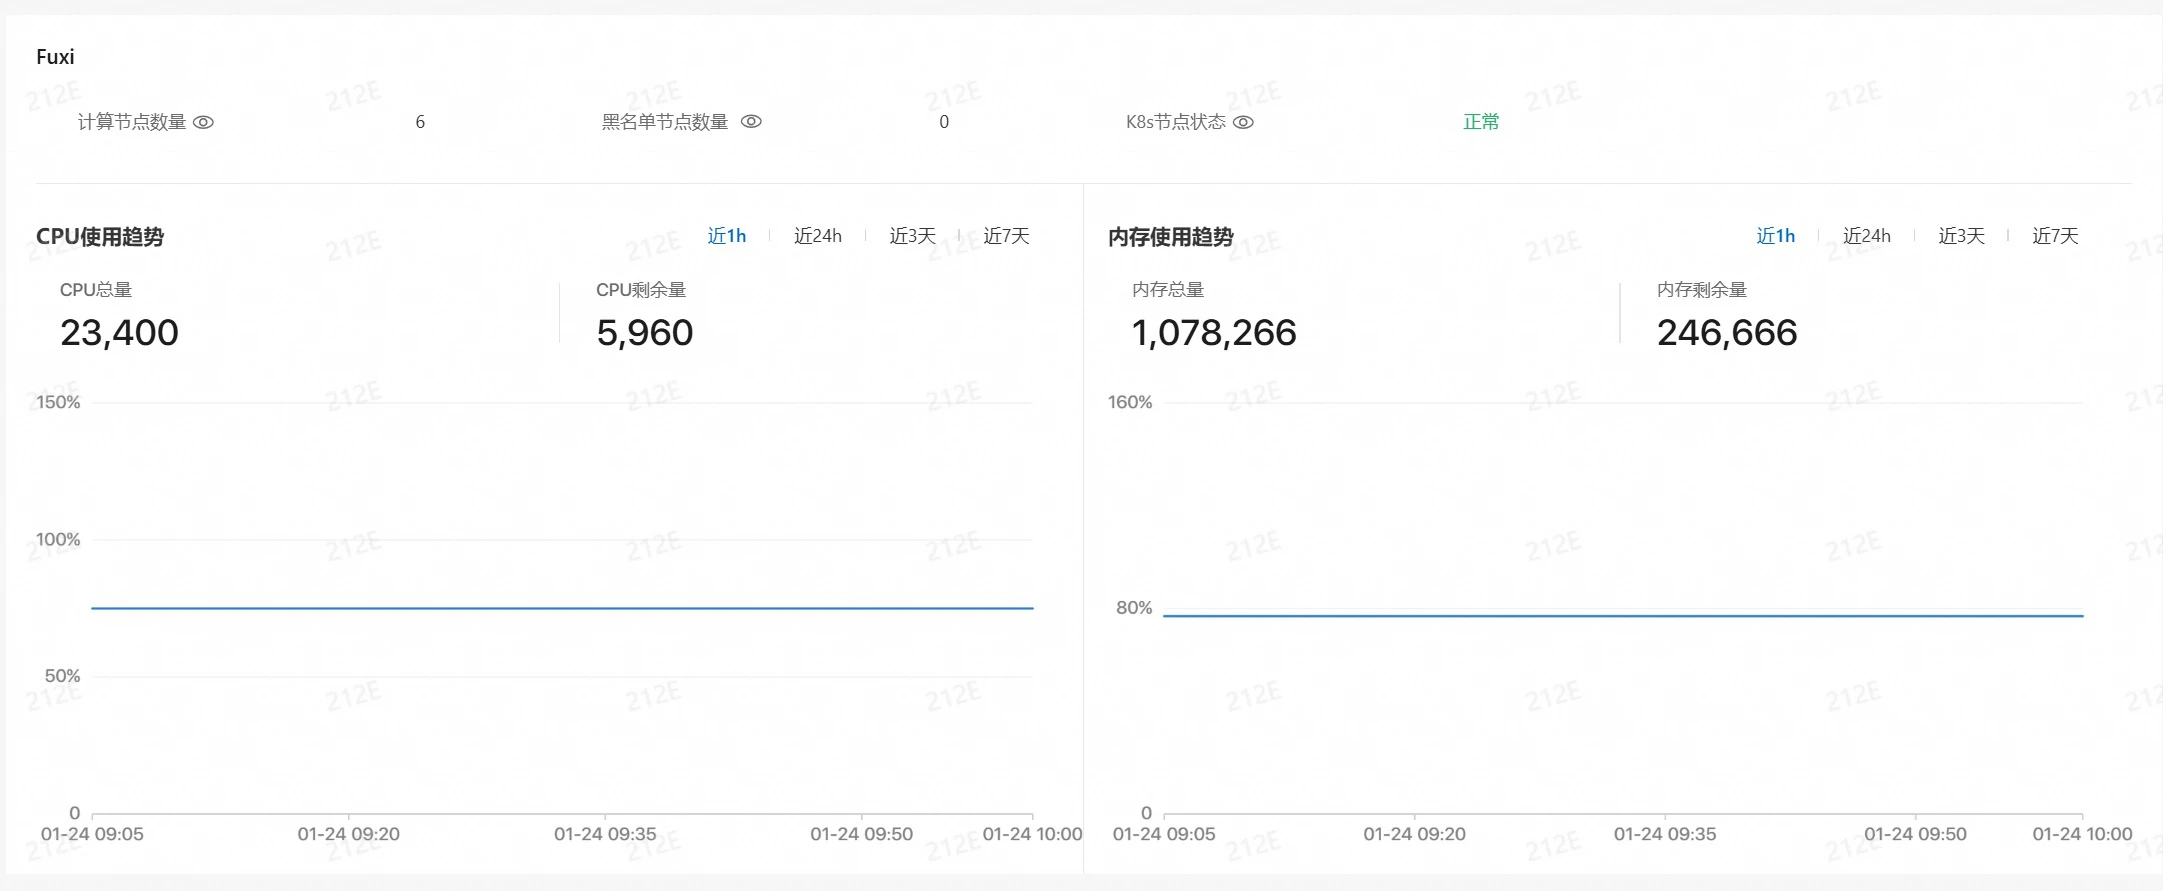 Fuxi
计算节点数量 6 黑名单节点数量 0 K8s节点状态 正常
CPU使用趋势 近1h 近24h 近3天 近7天
CPU总量 CPU剩余量
23,400 5,960
150%
100%
50%
0
01-24 09:05 01-24 09:20 01-24 09:35 01-24 09:50 01-24 10:00
内存使用趋势 近1h 近24h 近3天 近7天
内存总量 内存剩余量
1,078,266 246,666
160%
80%
0
01-24 09:05 01-24 09:20 01-24 09:35 01-24 09:50 01-24 10:00
212E